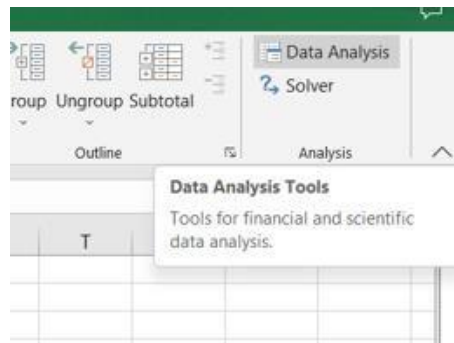 Data Analysis
Solver
roup Ungroup Subtotal
Outline
Analysis
Data Analysis Tools
Tools for financial and scientific
data analysis.
T